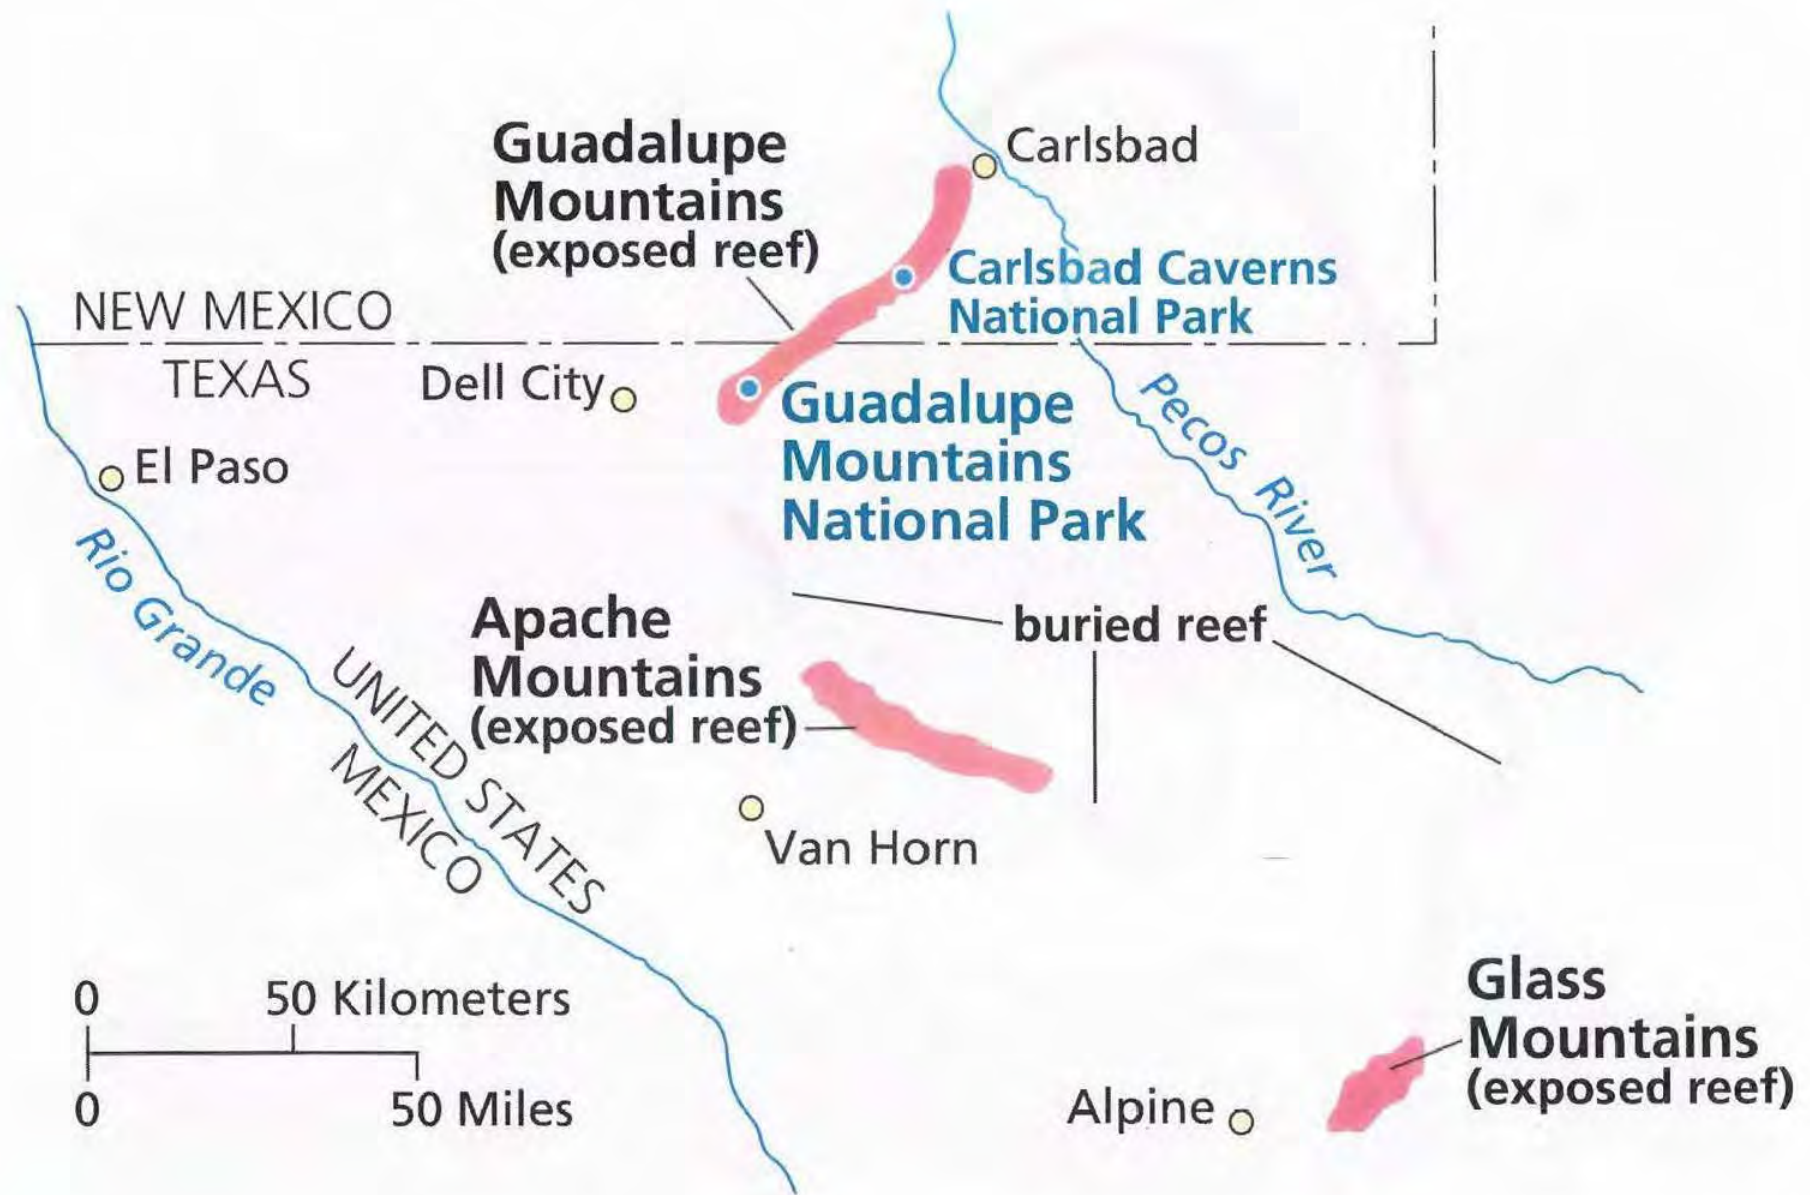 Guadalupe
Mountains
(exposed reef)
Carlsbad
Carlsbad Caverns
National Park
NEW MEXICO
TEXAS
Dell City
El Paso
Guadalupe
Mountains
National Park
Pecos River
Rio Grande
Apache
Mountains
(exposed reef)
buried reef
UNITED STATES
MEXICO
Van Horn
0 50 Kilometers
0 50 Miles
Glass
Mountains
(exposed reef)
Alpine